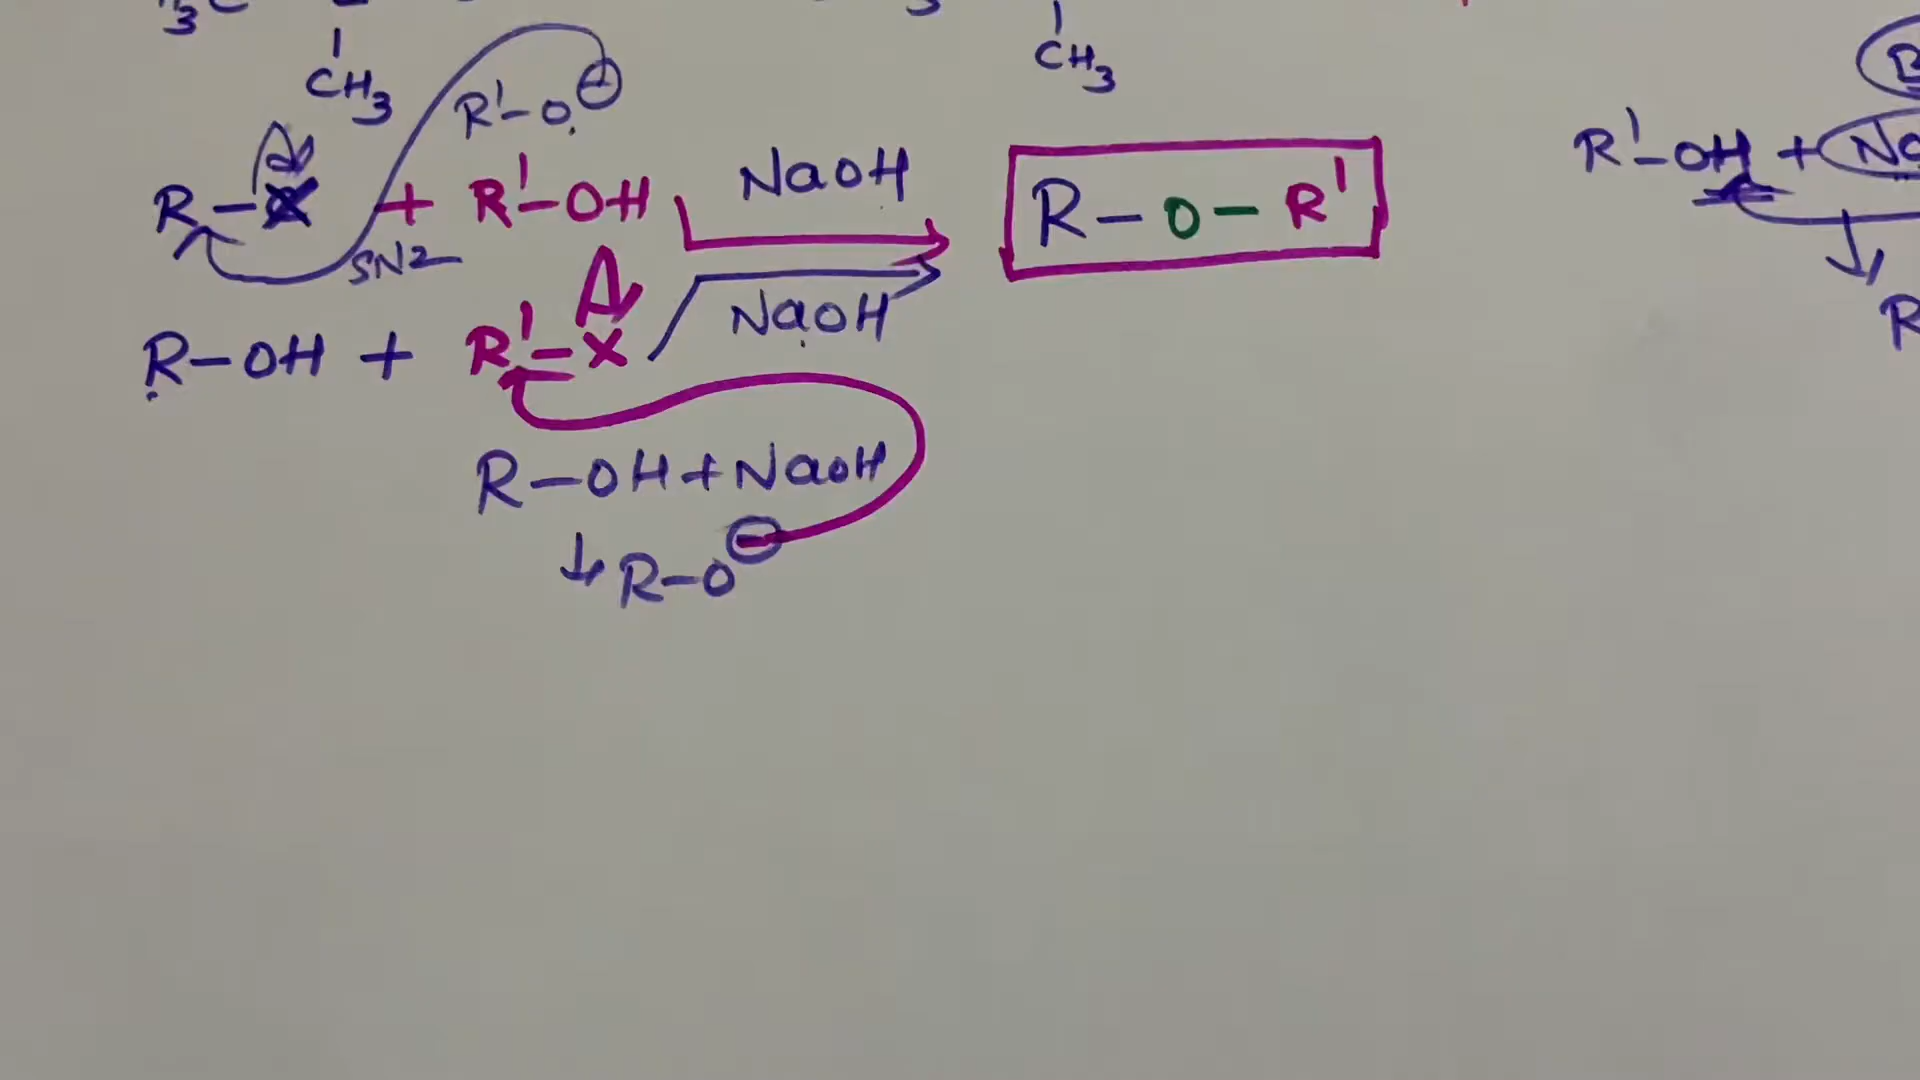 CH3
CH3
R'-O⊖
R-X + R'-OH NaOH R-O-R'
SN2
R'-OH +
R-OH + R'-X NaOH
R-OH + NaOH
↓ R-O⊖
R